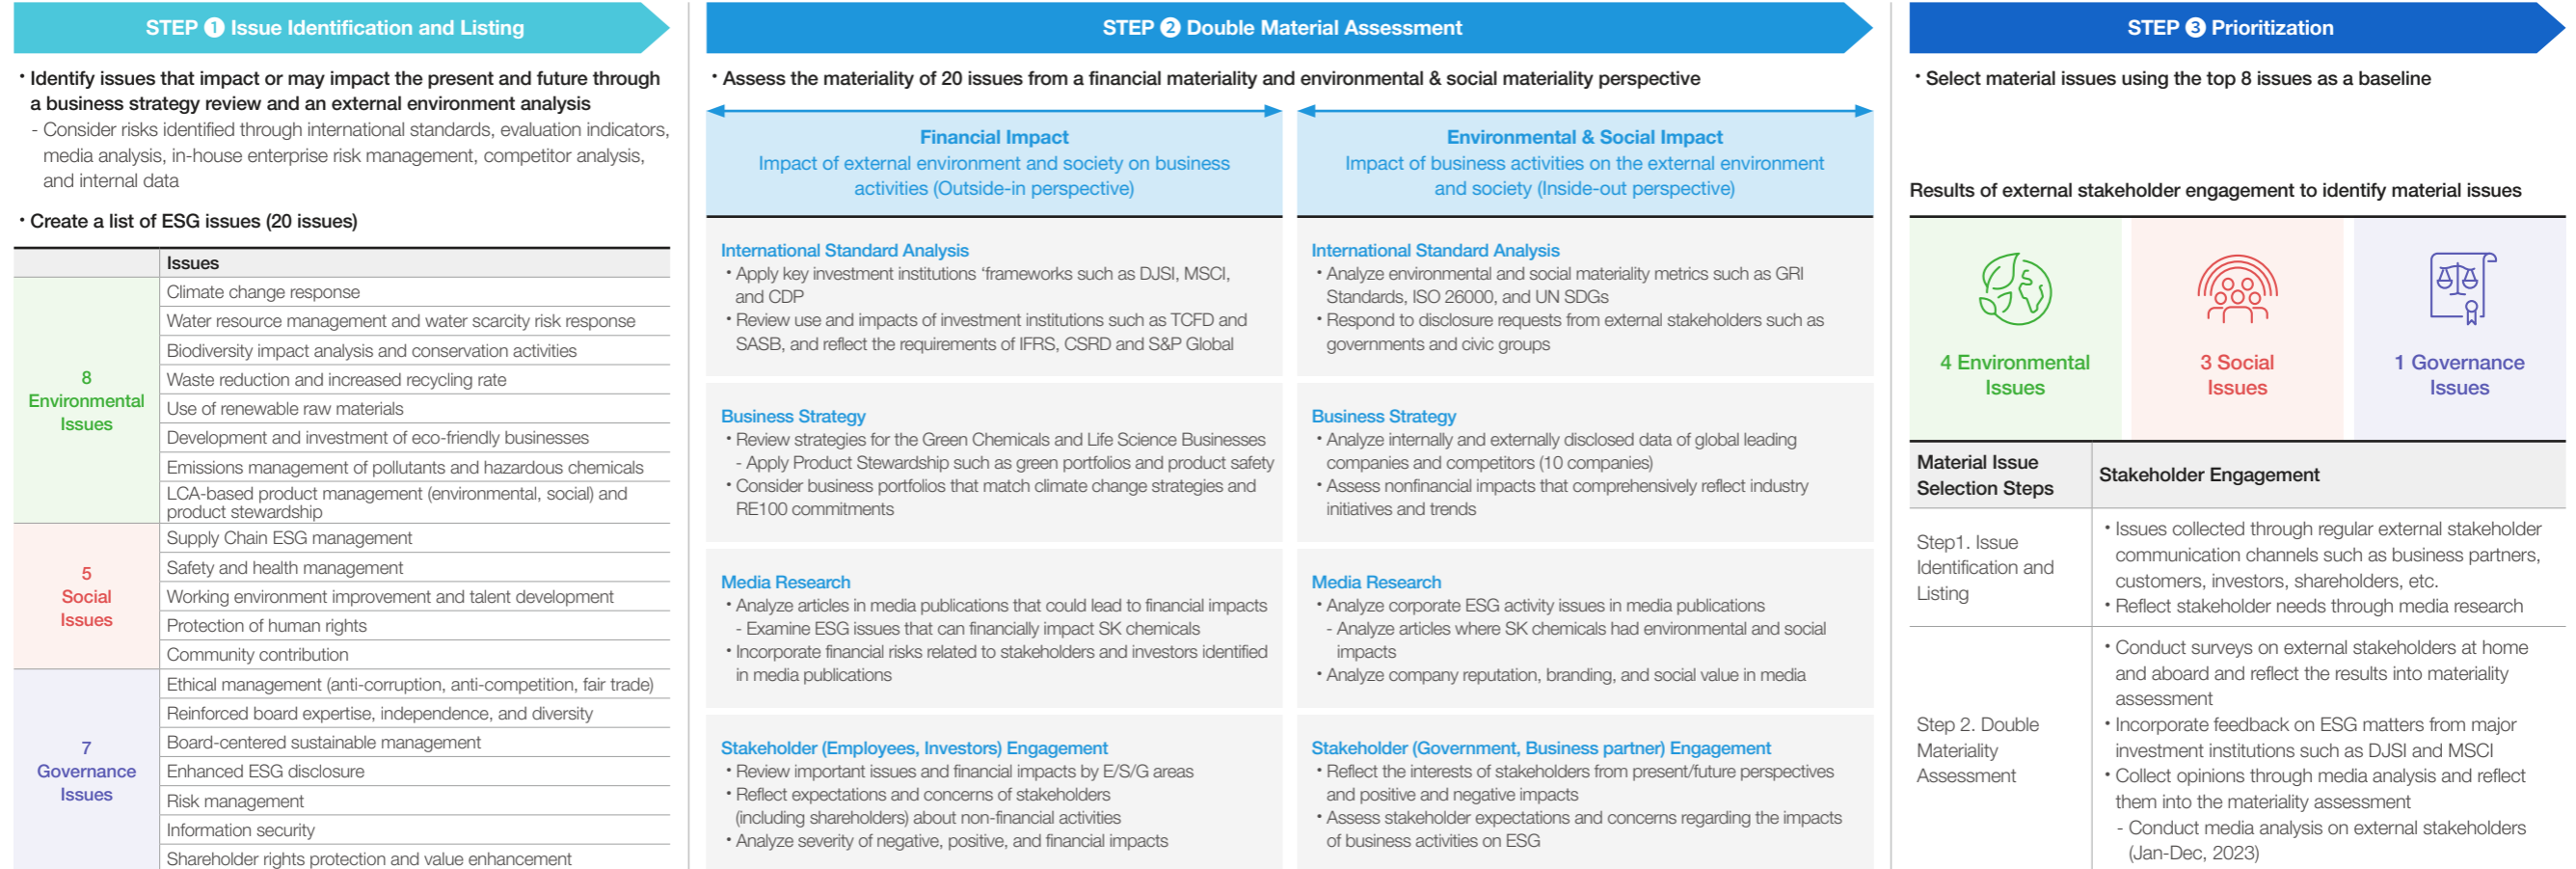 STEP 1 Issue Identification and Listing
• Identify issues that impact or may impact the present and future through
a business strategy review and an external environment analysis
- Consider risks identified through international standards, evaluation indicators,
media analysis, in-house enterprise risk management, competitor analysis,
and internal data
• Create a list of ESG issues (20 issues)
Issues
8
Environmental
Issues
Climate change response
Water resource management and water scarcity risk response
Biodiversity impact analysis and conservation activities
Waste reduction and increased recycling rate
Use of renewable raw materials
Development and investment of eco-friendly businesses
Emissions management of pollutants and hazardous chemicals
LCA-based product management (environmental, social) and
product stewardship
5
Social
Issues
Supply Chain ESG management
Safety and health management
Working environment improvement and talent development
Protection of human rights
Community contribution
7
Governance
Issues
Ethical management (anti-corruption, anti-competition, fair trade)
Reinforced board expertise, independence, and diversity
Board-centered sustainable management
Enhanced ESG disclosure
Risk management
Information security
Shareholder rights protection and value enhancement
STEP 2 Double Material Assessment
• Assess the materiality of 20 issues from a financial materiality and environmental & social materiality perspective
Financial Impact
Impact of external environment and society on business
activities (Outside-in perspective)
International Standard Analysis
• Apply key investment institutions ‘frameworks such as DJSI, MSCI,
and CDP
• Review use and impacts of investment institutions such as TCFD and
SASB, and reflect the requirements of IFRS, CSRD and S&P Global
Business Strategy
• Review strategies for the Green Chemicals and Life Science Businesses
- Apply Product Stewardship such as green portfolios and product safety
• Consider business portfolios that match climate change strategies and
RE100 commitments
Media Research
• Analyze articles in media publications that could lead to financial impacts
- Examine ESG issues that can financially impact SK chemicals
• Incorporate financial risks related to stakeholders and investors identified
in media publications
Stakeholder (Employees, Investors) Engagement
• Review important issues and financial impacts by E/S/G areas
• Reflect expectations and concerns of stakeholders
(including shareholders) about non-financial activities
• Analyze severity of negative, positive, and financial impacts
Environmental & Social Impact
Impact of business activities on the external environment
and society (Inside-out perspective)
International Standard Analysis
• Analyze environmental and social materiality metrics such as GRI
Standards, ISO 26000, and UN SDGs
• Respond to disclosure requests from external stakeholders such as
governments and civic groups
Business Strategy
• Analyze internally and externally disclosed data of global leading
companies and competitors (10 companies)
• Assess nonfinancial impacts that comprehensively reflect industry
initiatives and trends
Media Research
• Analyze corporate ESG activity issues in media publications
- Analyze articles where SK chemicals had environmental and social
impacts
• Analyze company reputation, branding, and social value in media
Stakeholder (Government, Business partner) Engagement
• Reflect the interests of stakeholders from present/future perspectives
and positive and negative impacts
• Assess stakeholder expectations and concerns regarding the impacts
of business activities on ESG
STEP 3 Prioritization
• Select material issues using the top 8 issues as a baseline
Results of external stakeholder engagement to identify material issues
4 Environmental
Issues
3 Social
Issues
1 Governance
Issues
Material Issue
Selection Steps
Stakeholder Engagement
Step1. Issue
Identification and
Listing
• Issues collected through regular external stakeholder
communication channels such as business partners,
customers, investors, shareholders, etc.
• Reflect stakeholder needs through media research
Step 2. Double
Materiality
Assessment
• Conduct surveys on external stakeholders at home
and aboard and reflect the results into materiality
assessment
• Incorporate feedback on ESG matters from major
investment institutions such as DJSI and MSCI
• Collect opinions through media analysis and reflect
them into the materiality assessment
- Conduct media analysis on external stakeholders
(Jan-Dec, 2023)